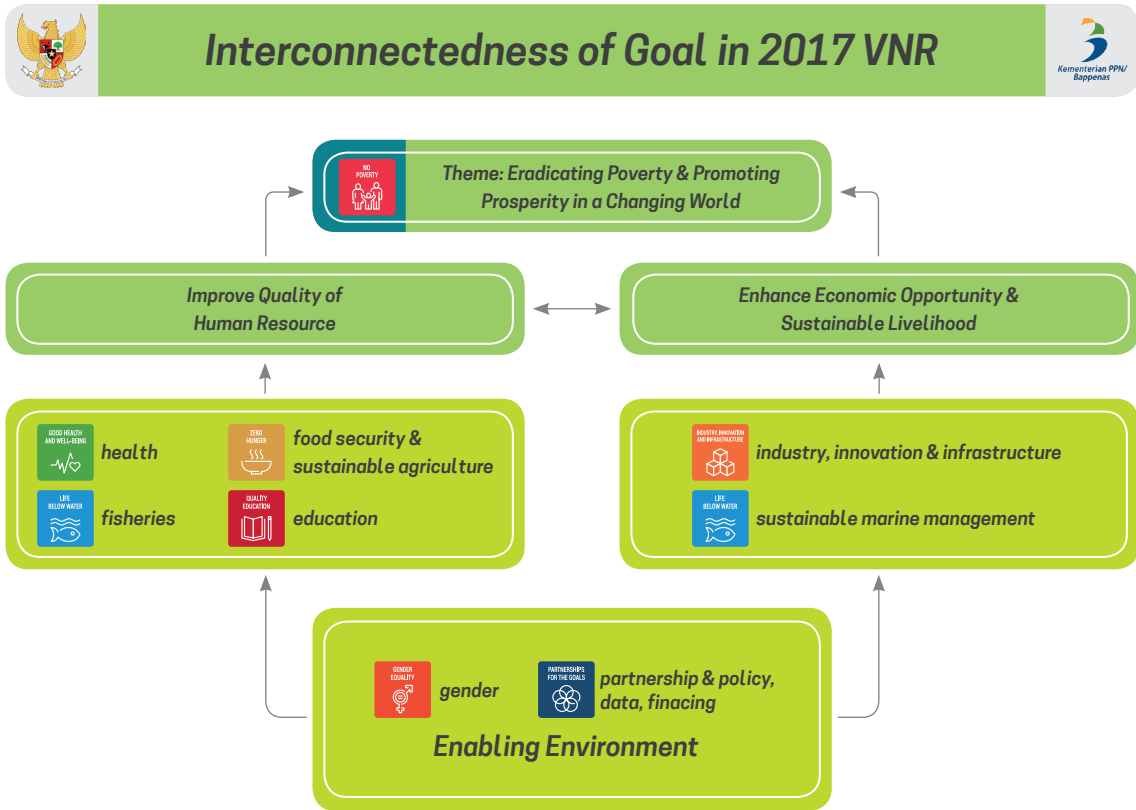 Interconnectedness of Goal in 2017 VNR
Kementerian PPN/
Bappenas
NO
POVERTY
Theme: Eradicating Poverty & Promoting
Prosperity in a Changing World
Improve Quality of
Human Resource
Enhance Economic Opportunity &
Sustainable Livelihood
GOOD HEALTH
AND WELL-BEING
health
ZERO
HUNGER
food security &
sustainable agriculture
LIFE
BELOW WATER
fisheries
QUALITY
EDUCATION
education
INDUSTRY, INNOVATION
AND INFRASTRUCTURE
industry, innovation & infrastructure
LIFE
BELOW WATER
sustainable marine management
GENDER
EQUALITY
gender
PARTNERSHIPS
FOR THE GOALS
partnership & policy,
data, finacing
Enabling Environment